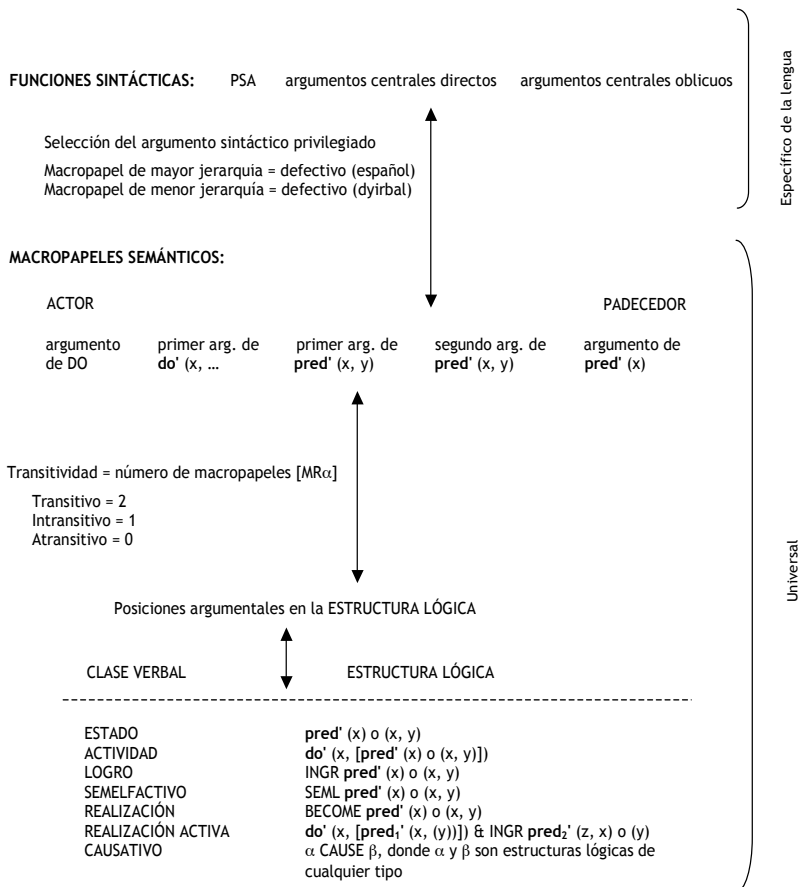 FUNCIONES SINTÁCTICAS: PSA argumentos centrales directos argumentos centrales oblicuos
Selección del argumento sintáctico privilegiado
Macropapel de mayor jerarquia = defectivo (español)
Macropapel de menor jerarquía = defectivo (dyirbal)
Específico de la lengua
MACROPAPELES SEMÁNTICOS:
ACTOR PADECEDOR
argumento primer arg. de primer arg. de segundo arg. de argumento de
de DO do' (x, … pred' (x, y) pred' (x, y) pred' (x)
Transitividad = número de macropapeles [MRα]
Transitivo = 2
Intransitivo = 1
Atransitivo = 0
Universal
Posiciones argumentales en la ESTRUCTURA LÓGICA
CLASE VERBAL ESTRUCTURA LÓGICA
ESTADO pred' (x) o (x, y)
ACTIVIDAD do' (x, [pred' (x) o (x, y)])
LOGRO INGR pred' (x) o (x, y)
SEMELFACTIVO SEML pred' (x) o (x, y)
REALIZACIÓN BECOME pred' (x) o (x, y)
REALIZACIÓN ACTIVA do' (x, [pred₁' (x, (y))]) & INGR pred₂' (z, x) o (y)
CAUSATIVO α CAUSE β, donde α y β son estructuras lógicas de
cualquier tipo